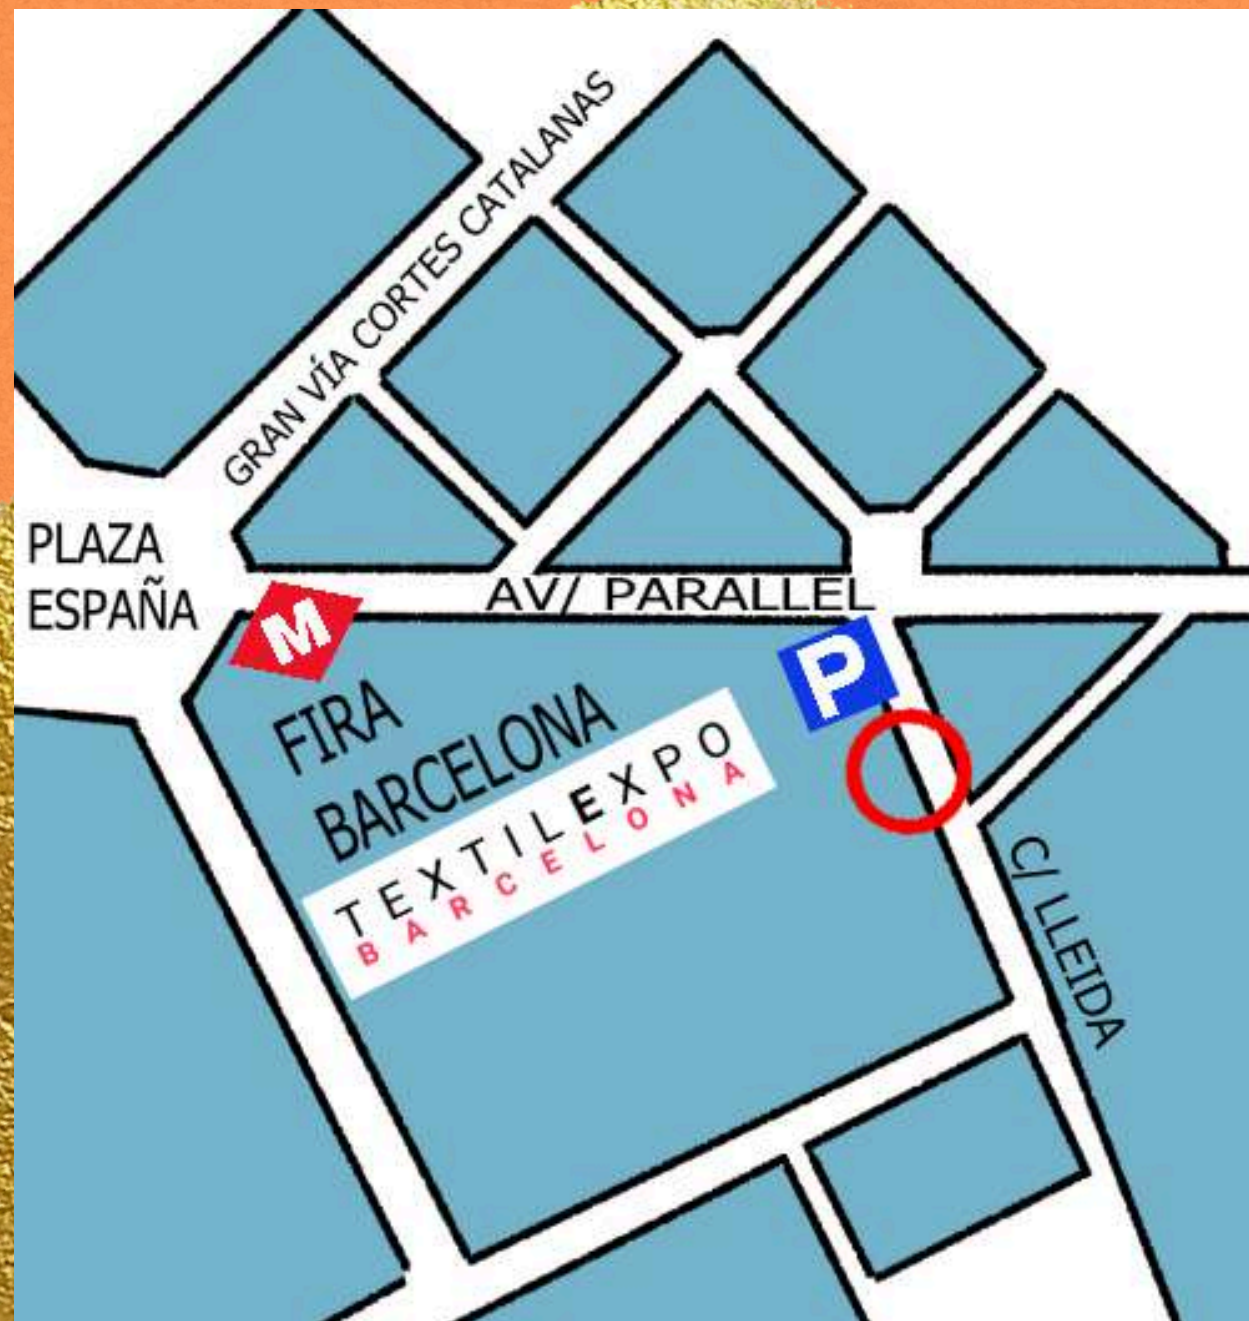 GRAN VÍA CORTES CATALANAS
PLAZA
ESPAÑA
AV/ PARALLEL
M
P
FIRA
BARCELONA
TEXTILEXPO
BARCELONA
C/ LLEIDA